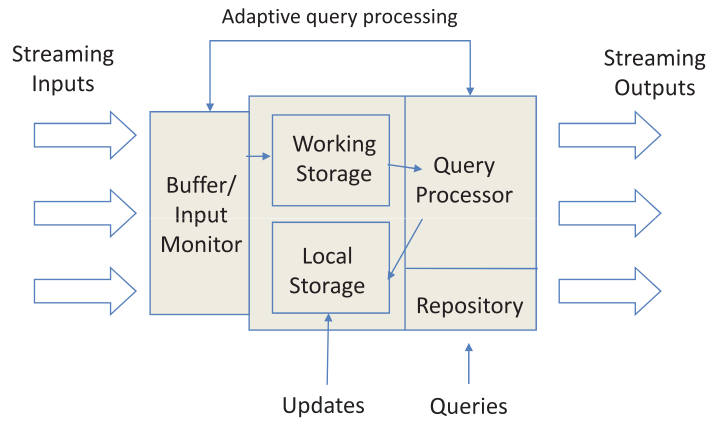 Adaptive query processing
Streaming
Inputs
Streaming
Outputs
Buffer/
Input
Monitor
Working
Storage
Query
Processor
Local
Storage
Repository
Updates
Queries